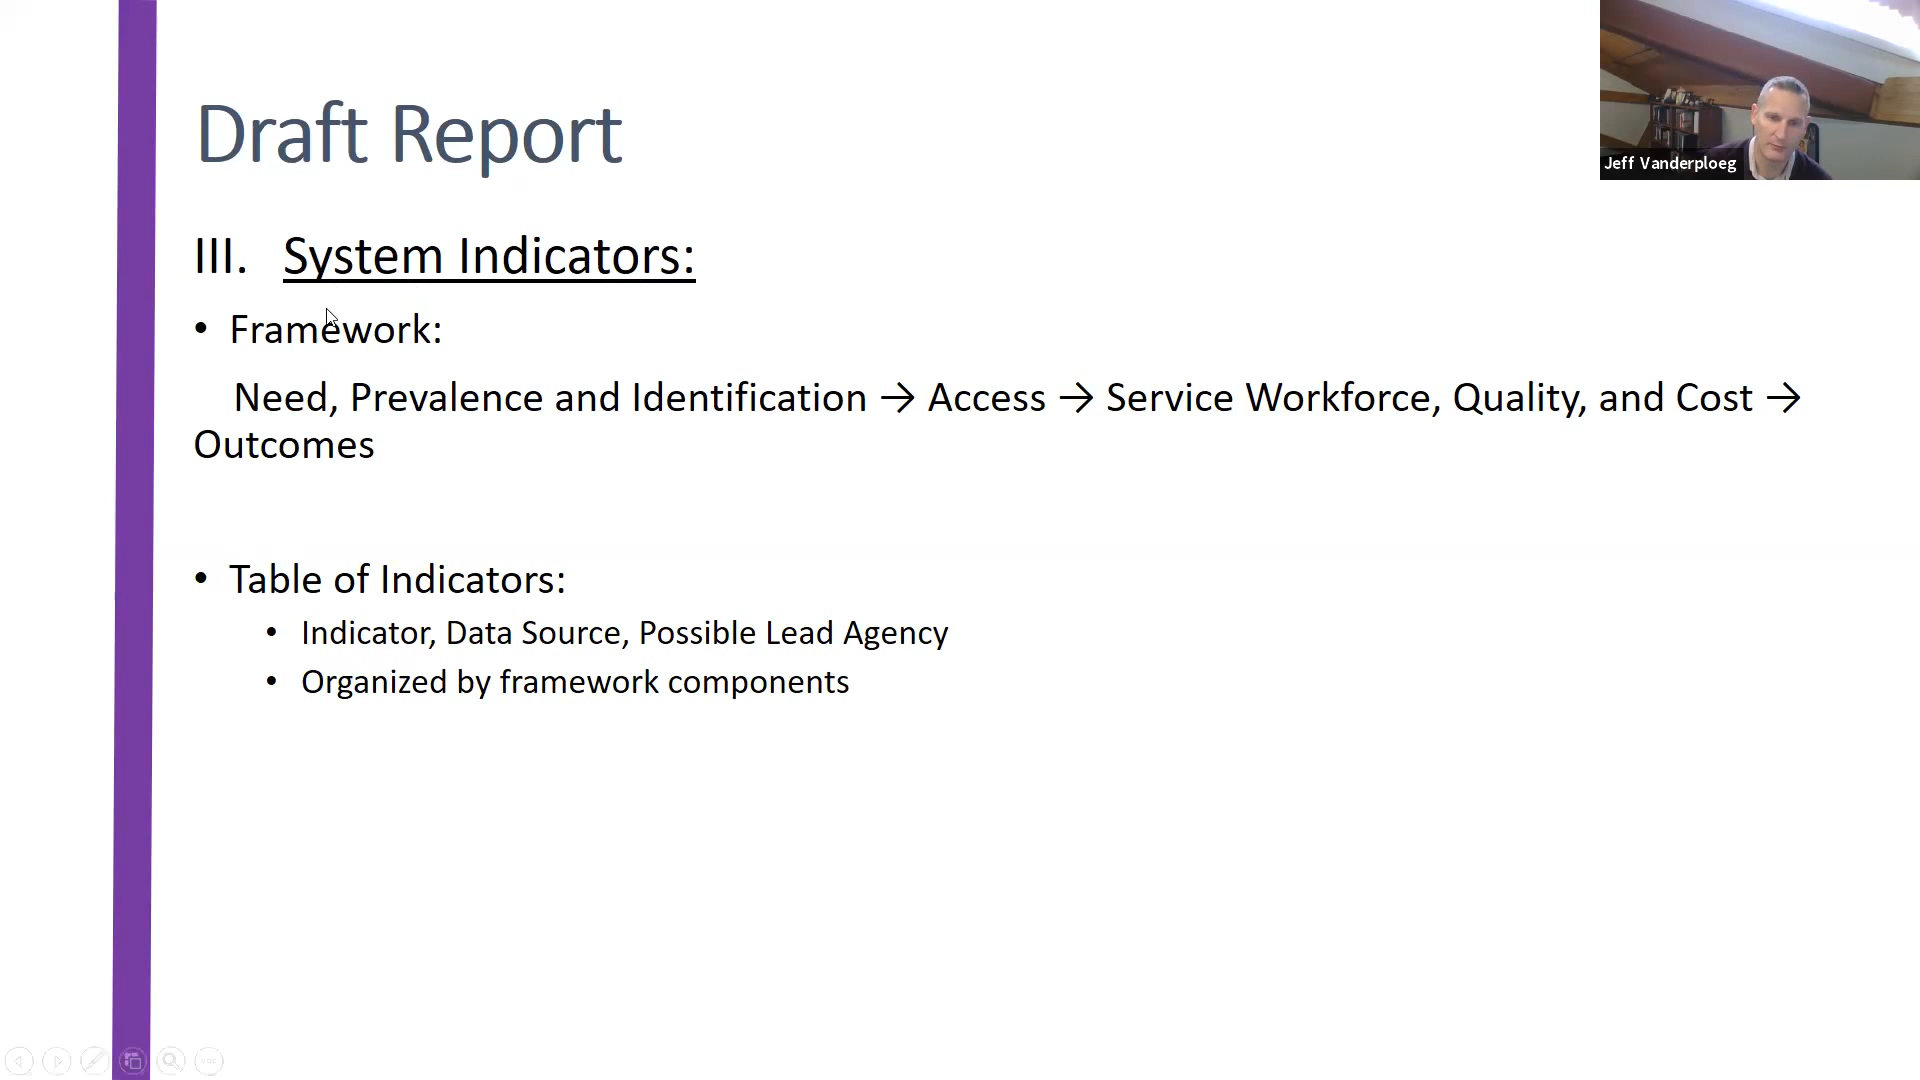 Draft Report
Jeff Vanderploeg
III. System Indicators:
• Framework:
Need, Prevalence and Identification → Access → Service Workforce, Quality, and Cost →
Outcomes
• Table of Indicators:
• Indicator, Data Source, Possible Lead Agency
• Organized by framework components